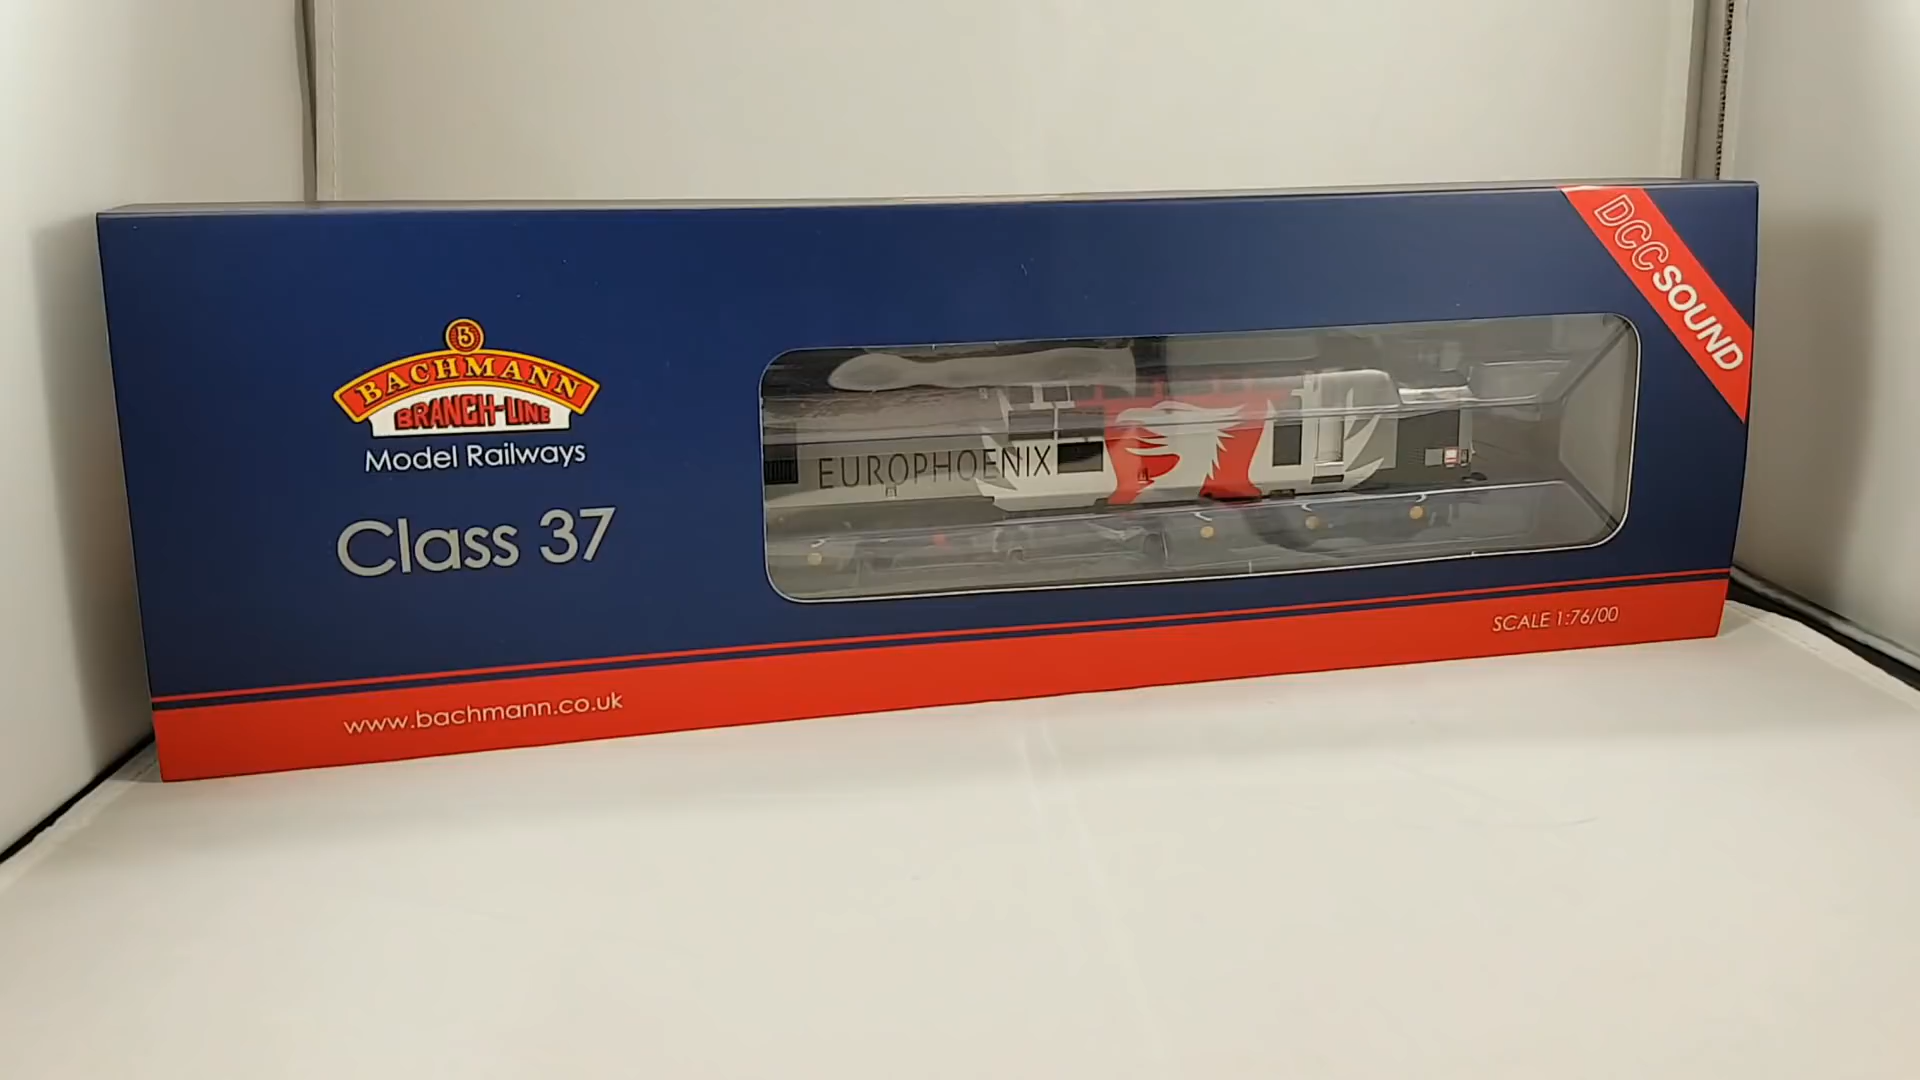 BACHMANN
BRANCH-LINE
Model Railways
Class 37
www.bachmann.co.uk
EUROPHOENIX
DCC SOUND
SCALE 1:76/00